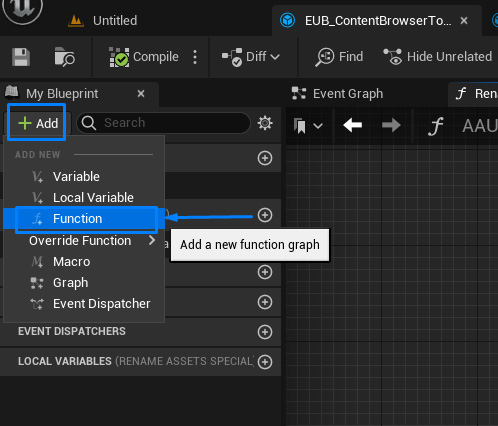 Untitled
EUB_ContentBrowserTo...
Compile
Diff
Find
Hide Unrelated
My Blueprint
Event Graph
Ren
Add
Search
AAU
ADD NEW
Variable
Local Variable
Function
Override Function
Add a new function graph
Macro
Graph
Event Dispatcher
EVENT DISPATCHERS
LOCAL VARIABLES (RENAME ASSETS SPECIAL)